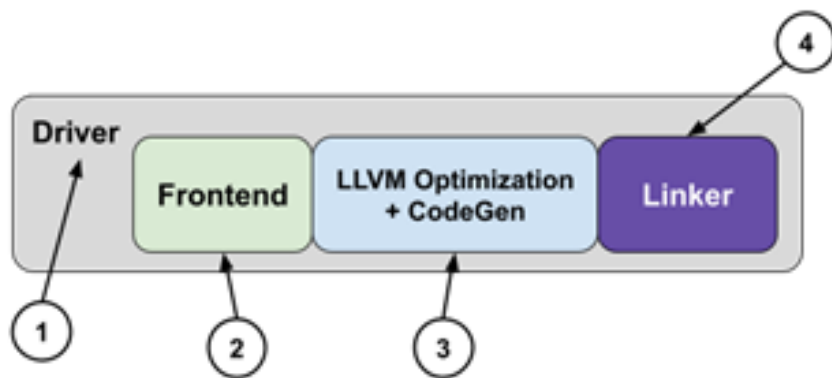 4
Driver
Frontend
LLVM Optimization
+ CodeGen
Linker
1
2
3